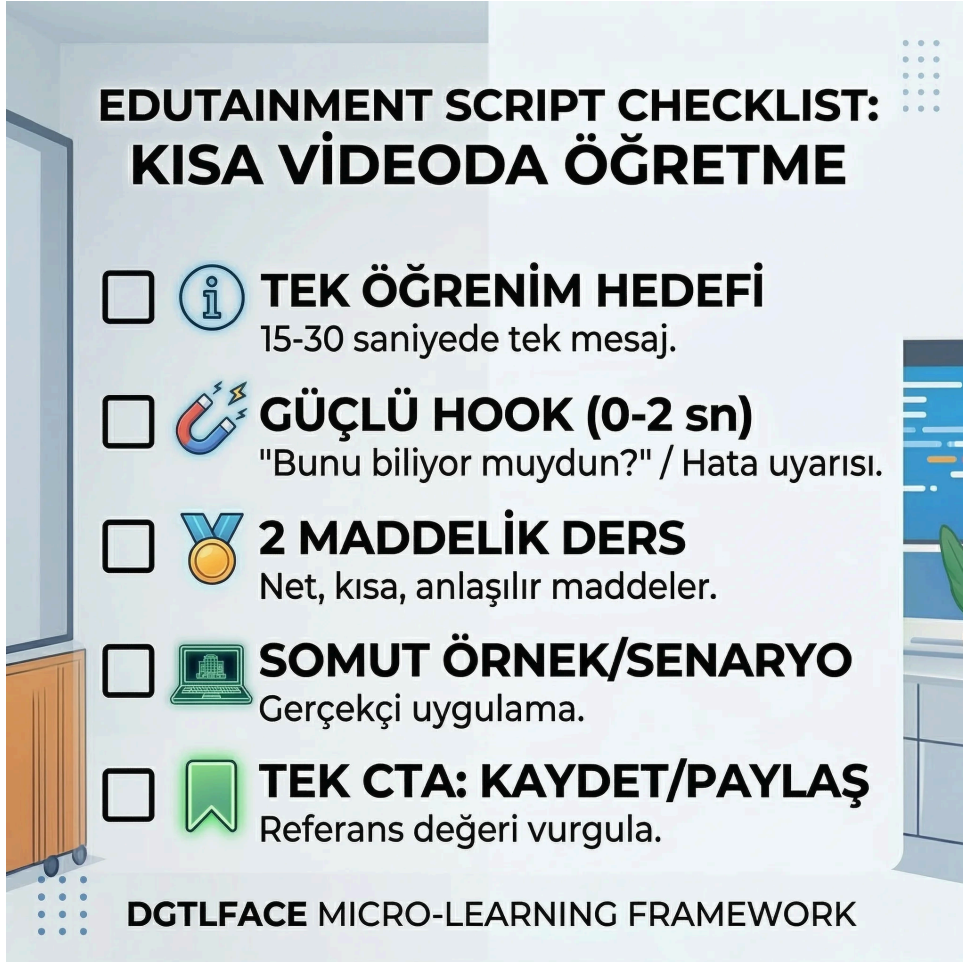 EDUTAINMENT SCRIPT CHECKLIST:
KISA VİDEODA ÖĞRETME
TEK ÖĞRENİM HEDEFİ
15-30 saniyede tek mesaj.
GÜÇLÜ HOOK (0-2 sn)
"Bunu biliyor muydun?" / Hata uyarısı.
2 MADDELİK DERS
Net, kısa, anlaşılır maddeler.
SOMUT ÖRNEK/SENARYO
Gerçekçi uygulama.
TEK CTA: KAYDET/PAYLAŞ
Referans değeri vurgula.
DGTLFACE MICRO-LEARNING FRAMEWORK